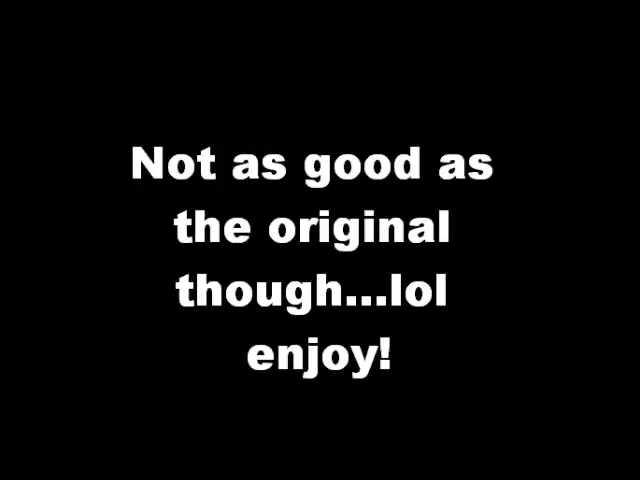 Not as good as
the original
though...lol
enjoy!